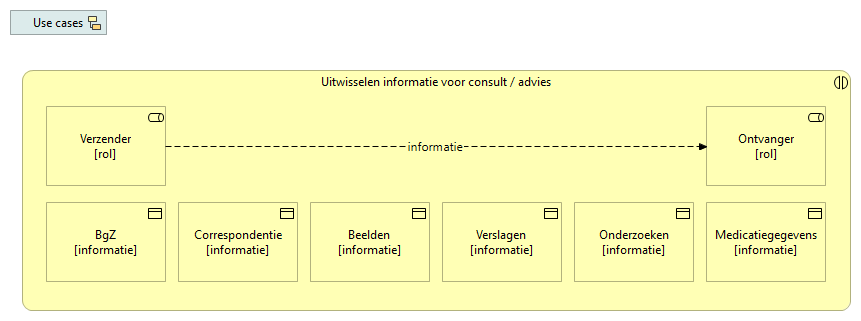 Use cases
Uitwisselen informatie voor consult / advies
Verzender
[rol]
informatie
Ontvanger
[rol]
BgZ
[informatie]
Correspondentie
[informatie]
Beelden
[informatie]
Verslagen
[informatie]
Onderzoeken
[informatie]
Medicatiegegevens
[informatie]